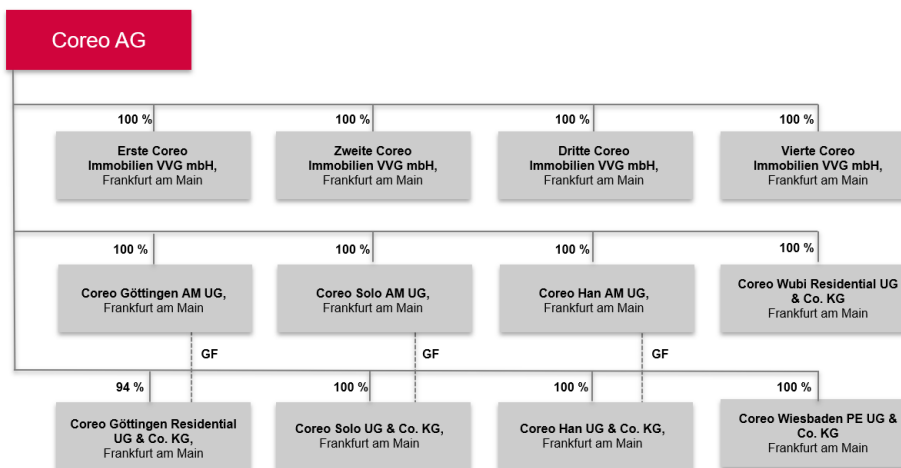 Coreo AG
100 %
100 %
100 %
100 %
Erste Coreo
Immobilien VVG mbH,
Frankfurt am Main
Zweite Coreo
Immobilien VVG mbH,
Frankfurt am Main
Dritte Coreo
Immobilien VVG mbH,
Frankfurt am Main
Vierte Coreo
Immobilien VVG mbH,
Frankfurt am Main
100 %
100 %
100 %
100 %
Coreo Göttingen AM UG,
Frankfurt am Main
Coreo Solo AM UG,
Frankfurt am Main
Coreo Han AM UG,
Frankfurt am Main
Coreo Wubi Residential UG
& Co. KG
Frankfurt am Main
GF
GF
GF
94 %
100 %
100 %
100 %
Coreo Göttingen Residential
UG & Co. KG,
Frankfurt am Main
Coreo Solo UG & Co. KG,
Frankfurt am Main
Coreo Han UG & Co. KG,
Frankfurt am Main
Coreo Wiesbaden PE UG &
Co. KG
Frankfurt am Main